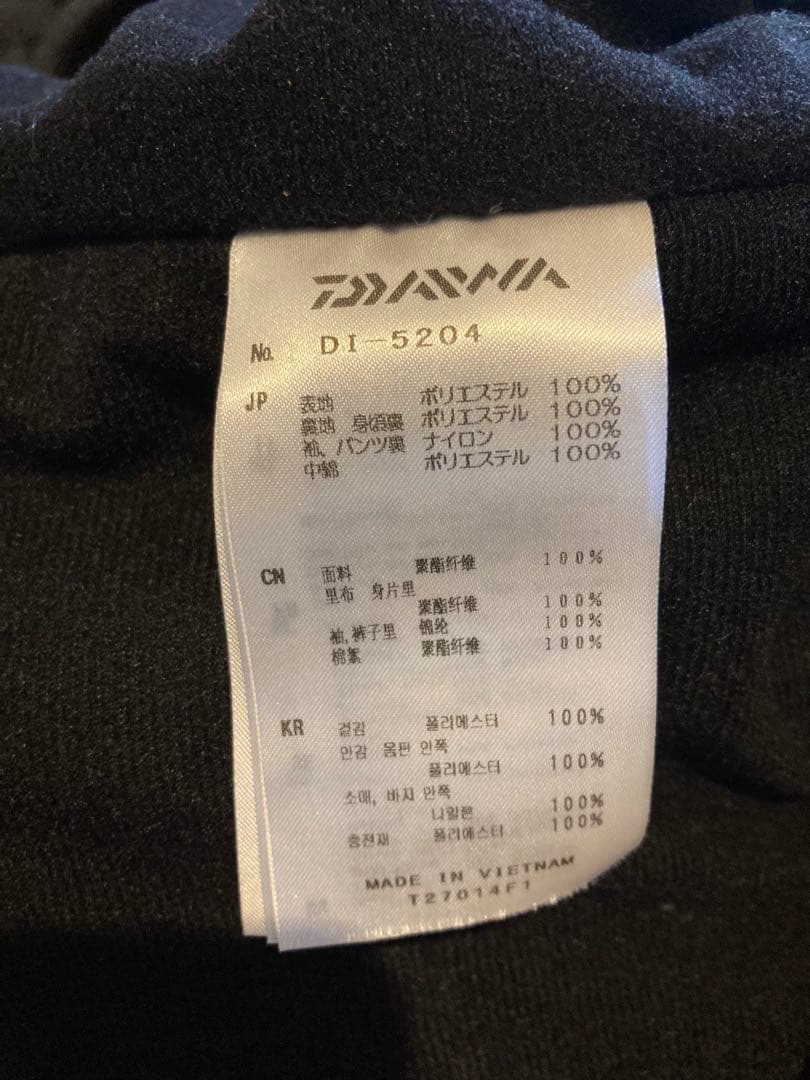 DAIWA
No. DI-5204
JP 表地 ポリエステル 100%
裏地 身頃裏 ポリエステル 100%
袖、パンツ裏 ナイロン 100%
中綿 ポリエステル 100%
CN 面料 聚酯纤维 100%
里布 身片里
聚酯纤维 100%
袖,裤子里 锦纶 100%
棉絮 聚酯纤维 100%
KR 겉감 폴리에스터 100%
안감 몸판 안쪽
폴리에스터 100%
소매, 바지 안쪽
나일론 100%
충전재 폴리에스터 100%
MADE IN VIETNAM
T27014F1